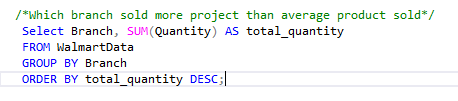 /*Which branch sold more project than average product sold*/
Select Branch, SUM(Quantity) AS total_quantity
FROM WalmartData
GROUP BY Branch
ORDER BY total_quantity DESC;